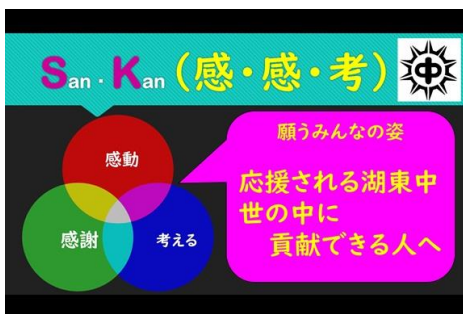 San・Kan(感・感・考)
中
願うみんなの姿
応援される湖東中
世の中に
貢献できる人へ
感動
感謝
考える